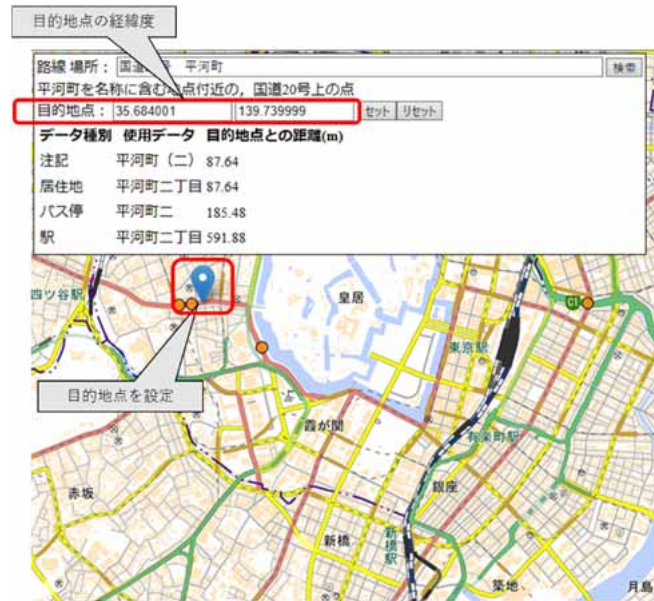 目的地点の経緯度
路線 場所： 国道 号 平河町 検索
平河町を名称に含む 点付近の，国道20号上の点
目的地点： 35.684001 139.739999 セット リセット
データ種別 使用データ 目的地点との距離(m)
注記 平河町（二） 87.64
居住地 平河町二丁目 87.64
バス停 平河町二 185.48
駅 平河町二丁目 591.88
四ツ谷駅
皇居
C1
東京駅
目的地点を設定
霞が関
有楽町駅
赤坂
銀座
新橋
新橋駅
築地
月島